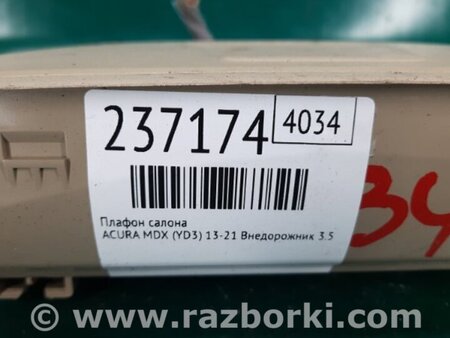 237174 4034
Плафон салона
ACURA MDX (YD3) 13-21 Внедорожник 3.5
34
www.razborki.com